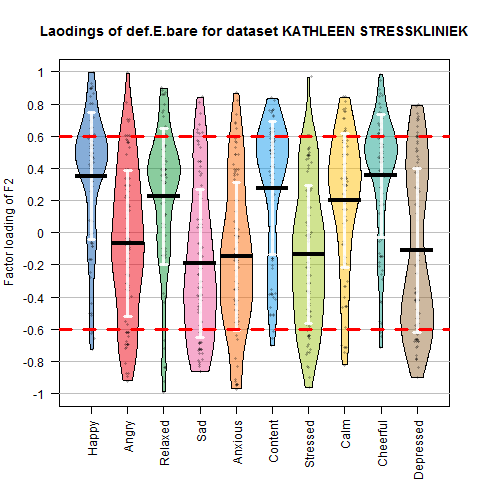 Laodings of def.E.bare for dataset KATHLEEN STRESSKLINIEK
Factor loading of F2
1
0.8
0.6
0.4
0.2
0
-0.2
-0.4
-0.6
-0.8
-1
Happy
Angry
Relaxed
Sad
Anxious
Content
Stressed
Calm
Cheerful
Depressed